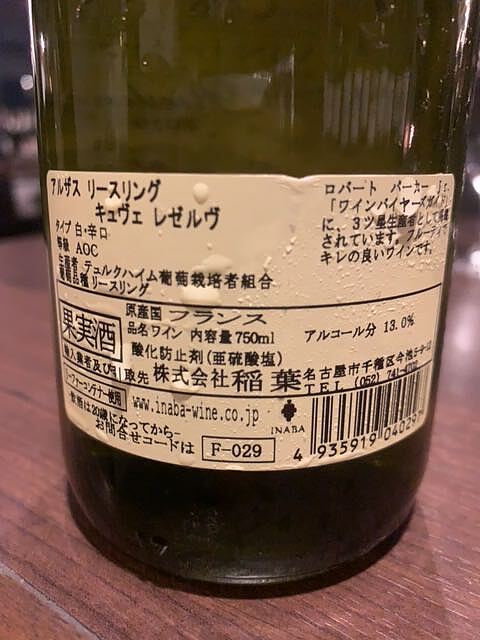 アルザス リースリング
キュヴェ レゼルヴ
タイプ 白・辛口
等級 AOC
生産者 テュルクハイム葡萄栽培者組合
葡萄品種 リースリング
ロバート パーカー Jr.
「ワインバイヤーズガイド」
に、3ツ星生産者として掲載
されています。フルーティで
キレの良いワインです。
果実酒
原産国 フランス
品名 ワイン 内容量 750ml
アルコール分 13.0%
酸化防止剤(亜硫酸塩)
輸入業者及び引取先 株式会社 稲葉
名古屋市千種区今池5-9-12
TEL (052) 741-
リーファーコンテナー使用
www.inaba-wine.co.jp
INABA
飲酒は20歳になってから
お問合せコードは F-029
4 935919 040297